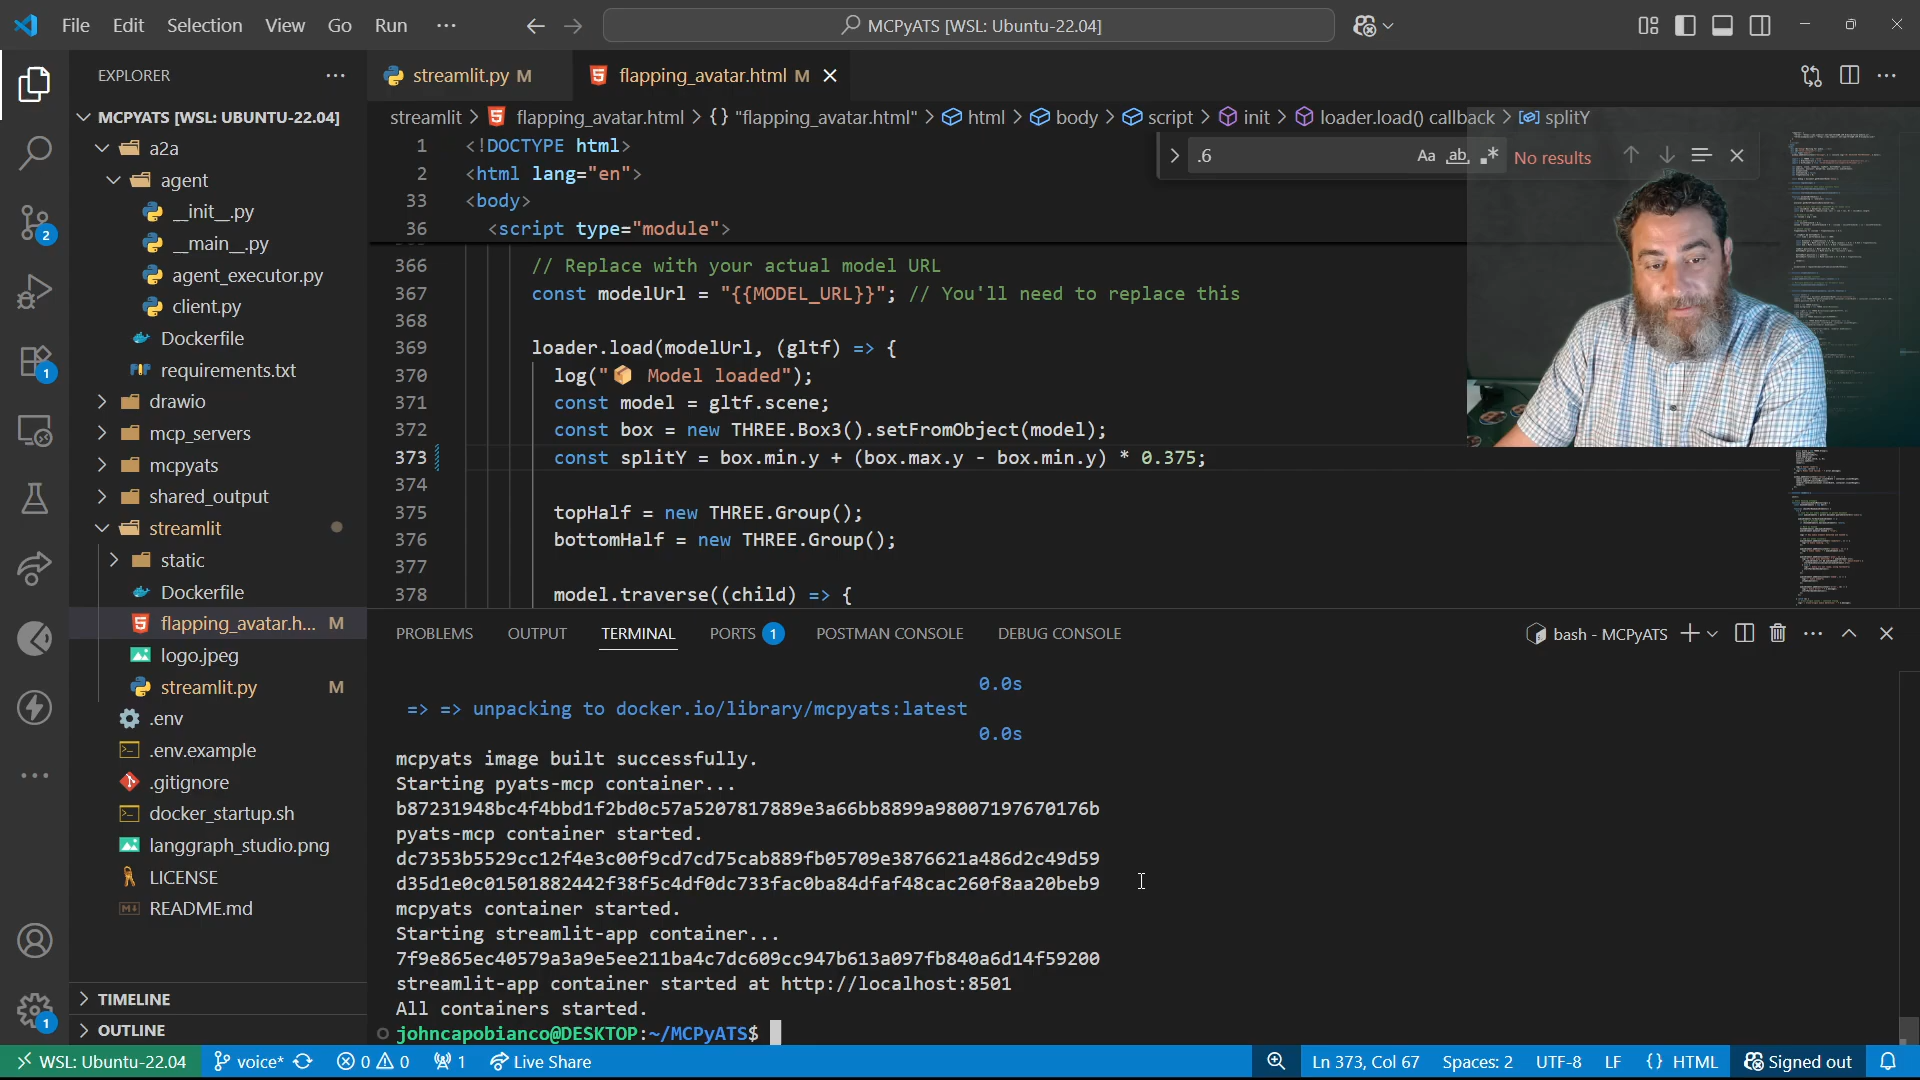 File Edit Selection View Go Run ···
MCPyATS [WSL: Ubuntu-22.04]
EXPLORER
MCPYATS [WSL: UBUNTU-22.04]
a2a
agent
__init__.py
__main__.py
agent_executor.py
client.py
Dockerfile
requirements.txt
drawio
mcp_servers
mcpyats
shared_output
streamlit
static
Dockerfile
flapping_avatar.h... M
logo.jpeg
streamlit.py M
.env
.env.example
.gitignore
docker_startup.sh
langgraph_studio.png
LICENSE
README.md
TIMELINE
OUTLINE
2
1
1
streamlit.py M
flapping_avatar.html M
streamlit > flapping_avatar.html > {} "flapping_avatar.html" > html > body > script > init > loader.load() callback > splitY
.6
Aa ab .* No results
1 <!DOCTYPE html>
2 <html lang="en">
33 <body>
36 <script type="module">
366 // Replace with your actual model URL
367 const modelUrl = "{{MODEL_URL}}"; // You'll need to replace this
368
369 loader.load(modelUrl, (gltf) => {
370 log("📦 Model loaded");
371 const model = gltf.scene;
372 const box = new THREE.Box3().setFromObject(model);
373 const splitY = box.min.y + (box.max.y - box.min.y) * 0.375;
374
375 topHalf = new THREE.Group();
376 bottomHalf = new THREE.Group();
377
378 model.traverse((child) => {
PROBLEMS OUTPUT TERMINAL PORTS 1 POSTMAN CONSOLE DEBUG CONSOLE
bash - MCPyATS
0.0s
=> => unpacking to docker.io/library/mcpyats:latest
0.0s
mcpyats image built successfully.
Starting pyats-mcp container...
b87231948bc4f4bbd1f2bd0c57a5207817889e3a66bb8899a980071976​70176b
pyats-mcp container started.
dc7353b5529cc12f4e3c00f9cd7cd75cab889fb05709e3876621a486d2c49d59
d35d1e0c01501882442f38f5c4df0dc733fac0ba84dfaf48cac260f8aa20beb9
mcpyats container started.
Starting streamlit-app container...
7f9e865ec40579a3a9e5ee211ba4c7dc609cc947b613a097fb840a6d14f59200
streamlit-app container started at http://localhost:8501
All containers started.
johncapobianco@DESKTOP:~/MCPyATS$
WSL: Ubuntu-22.04 voice* 0 0 1 Live Share
Ln 373, Col 67 Spaces: 2 UTF-8 LF {} HTML Signed out